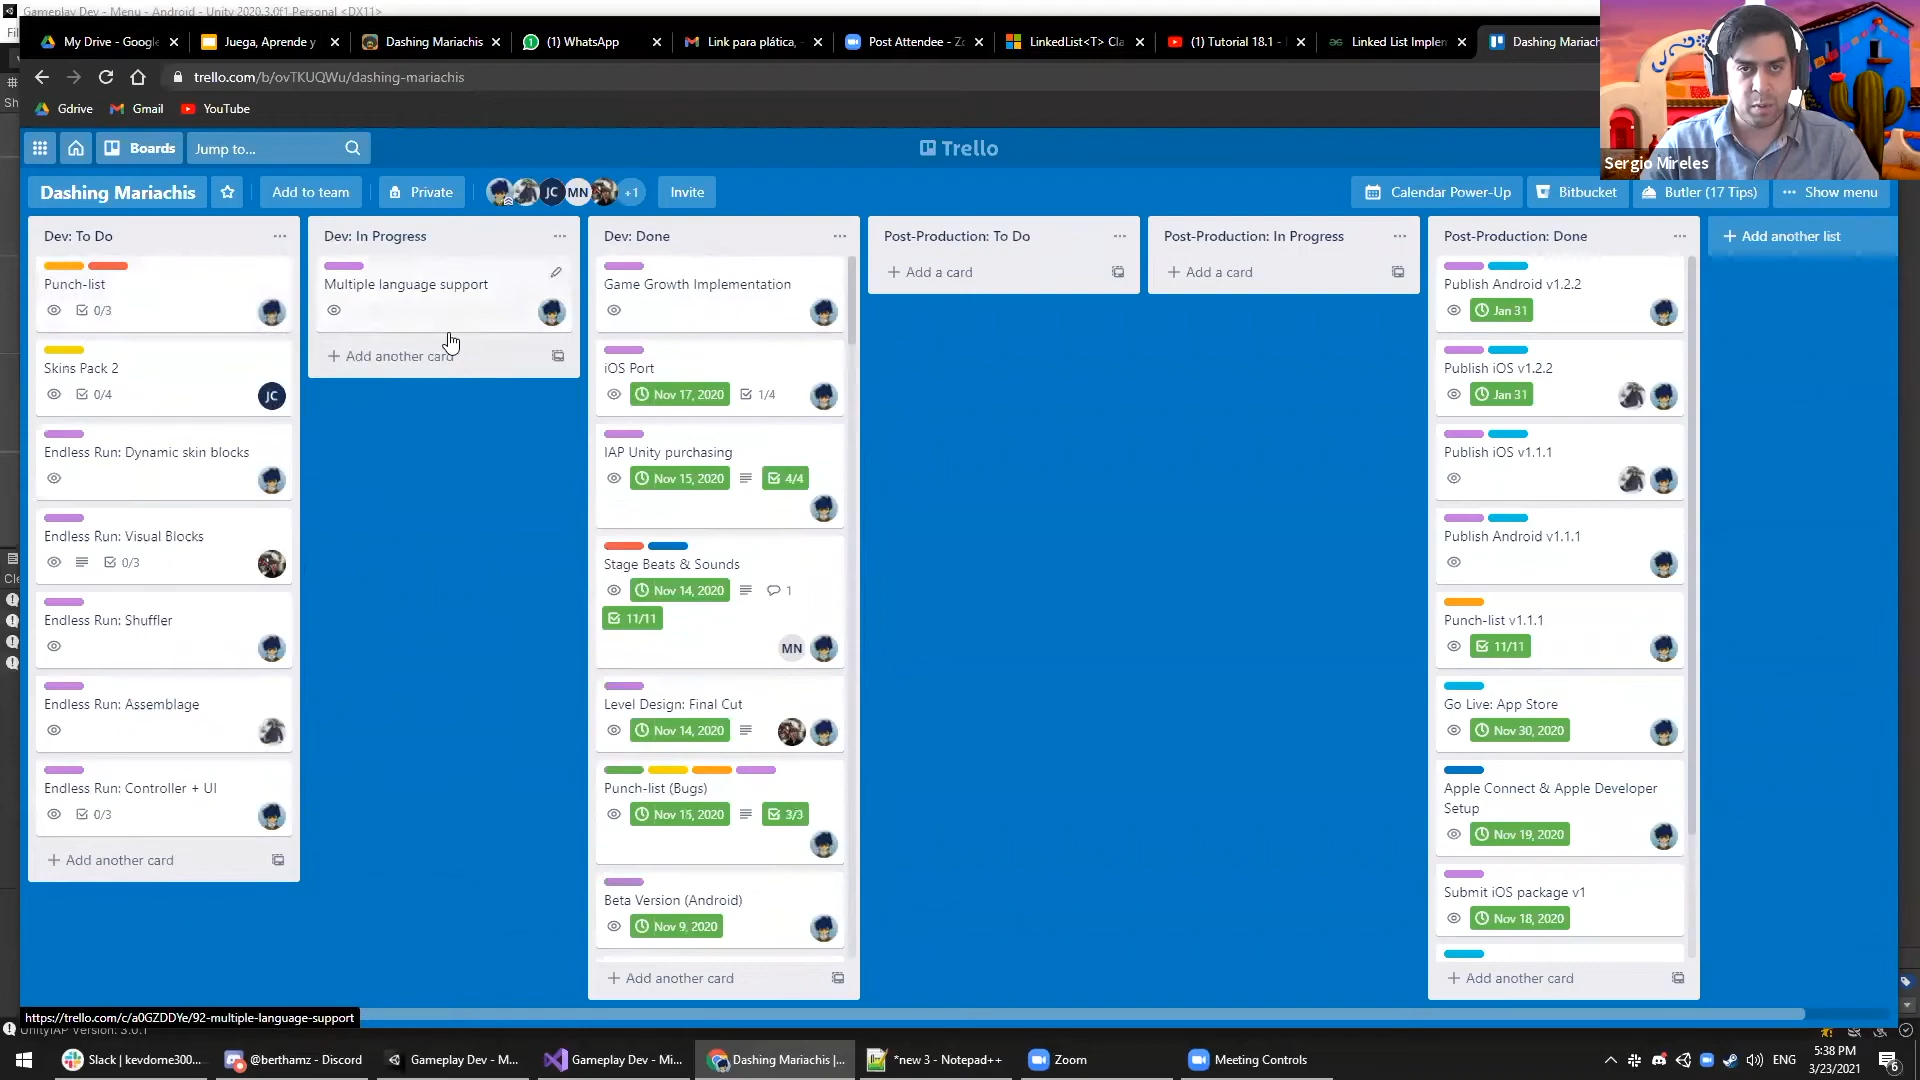 Gameplay Dev - Menu - Android - Unity 2020.3.0f1 Personal <DX11>
My Drive - Google
Juega, Aprende y
Dashing Mariachis
(1) WhatsApp
Link para plática,
Post Attendee - Zo
LinkedList<T> Cla
(1) Tutorial 18.1 -
Linked List Implem
Dashing Mariach
trello.com/b/ovTKUQWu/dashing-mariachis
Gdrive
Gmail
YouTube
Sergio Mireles
Boards
Jump to...
Trello
Dashing Mariachis
Add to team
Private
JC
MN
+1
Invite
Calendar Power-Up
Bitbucket
Butler (17 Tips)
Show menu
Dev: To Do
Punch-list
0/3
Skins Pack 2
0/4
JC
Endless Run: Dynamic skin blocks
Endless Run: Visual Blocks
0/3
Endless Run: Shuffler
Endless Run: Assemblage
Endless Run: Controller + UI
0/3
Add another card
Dev: In Progress
Multiple language support
Add another card
Dev: Done
Game Growth Implementation
iOS Port
Nov 17, 2020
1/4
IAP Unity purchasing
Nov 15, 2020
4/4
Stage Beats & Sounds
Nov 14, 2020
1
11/11
MN
Level Design: Final Cut
Nov 14, 2020
Punch-list (Bugs)
Nov 15, 2020
3/3
Beta Version (Android)
Nov 9, 2020
Add another card
Post-Production: To Do
Add a card
Post-Production: In Progress
Add a card
Post-Production: Done
Publish Android v1.2.2
Jan 31
Publish iOS v1.2.2
Jan 31
Publish iOS v1.1.1
Publish Android v1.1.1
Punch-list v1.1.1
11/11
Go Live: App Store
Nov 30, 2020
Apple Connect & Apple Developer
Setup
Nov 19, 2020
Submit iOS package v1
Nov 18, 2020
Add another card
Add another list
https://trello.com/c/a0GZDDYe/92-multiple-language-support
UnityIAP Version: 3.0.1
Slack | kevdome300...
@berthamz - Discord
Gameplay Dev - M...
Gameplay Dev - Mi...
Dashing Mariachis |...
*new 3 - Notepad++
Zoom
Meeting Controls
ENG
5:38 PM
3/23/2021
6